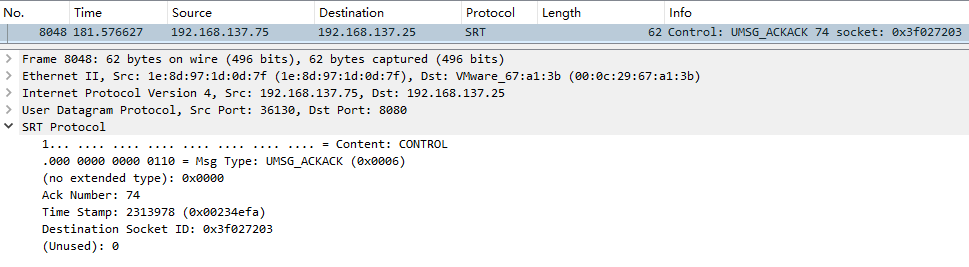 No. Time Source Destination Protocol Length Info
8048 181.576627 192.168.137.75 192.168.137.25 SRT 62 Control: UMSG_ACKACK 74 socket: 0x3f027203
Frame 8048: 62 bytes on wire (496 bits), 62 bytes captured (496 bits)
Ethernet II, Src: 1e:8d:97:1d:0d:7f (1e:8d:97:1d:0d:7f), Dst: VMware_67:a1:3b (00:0c:29:67:a1:3b)
Internet Protocol Version 4, Src: 192.168.137.75, Dst: 192.168.137.25
User Datagram Protocol, Src Port: 36130, Dst Port: 8080
SRT Protocol
1... .... .... .... .... .... .... .... = Content: CONTROL
.000 0000 0000 0110 = Msg Type: UMSG_ACKACK (0x0006)
(no extended type): 0x0000
Ack Number: 74
Time Stamp: 2313978 (0x00234efa)
Destination Socket ID: 0x3f027203
(Unused): 0